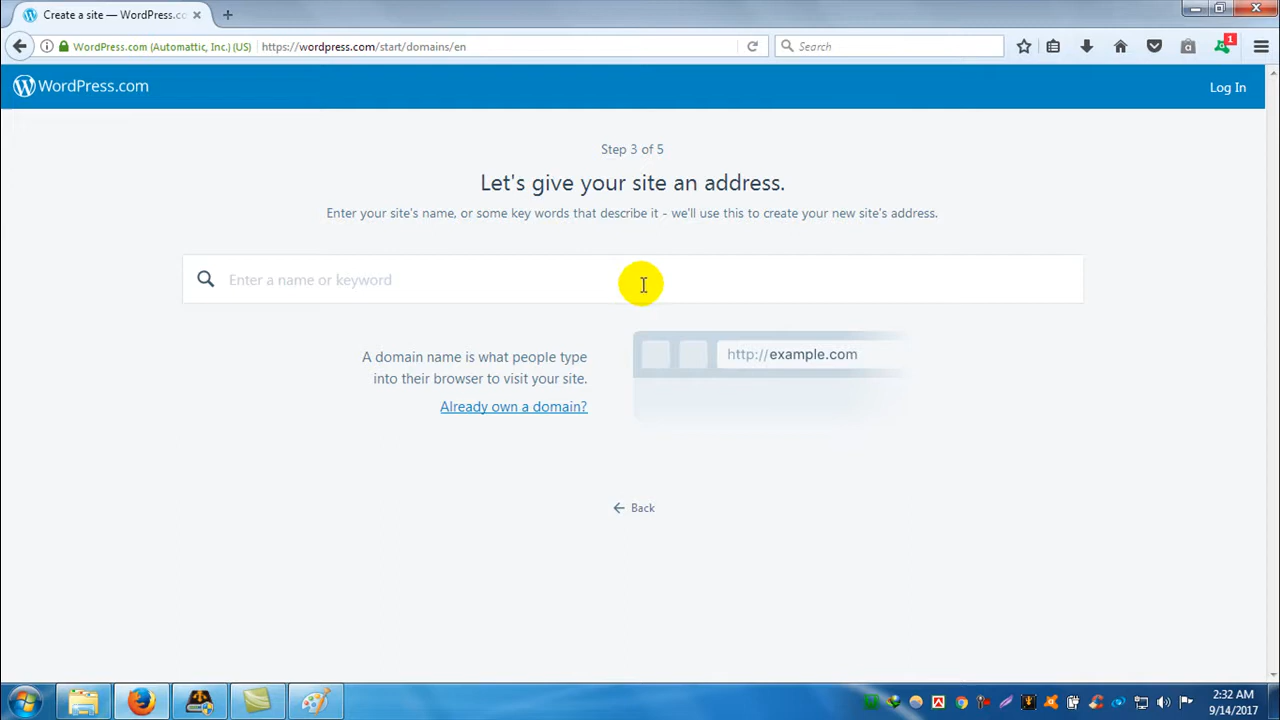 Create a site — WordPress.co
WordPress.com (Automattic, Inc.) (US)
https://wordpress.com/start/domains/en
Search
1
WordPress.com
Log In
Step 3 of 5
Let's give your site an address.
Enter your site's name, or some key words that describe it - we'll use this to create your new site's address.
Enter a name or keyword
A domain name is what people type
into their browser to visit your site.
Already own a domain?
http://example.com
Back
2:32 AM
9/14/2017